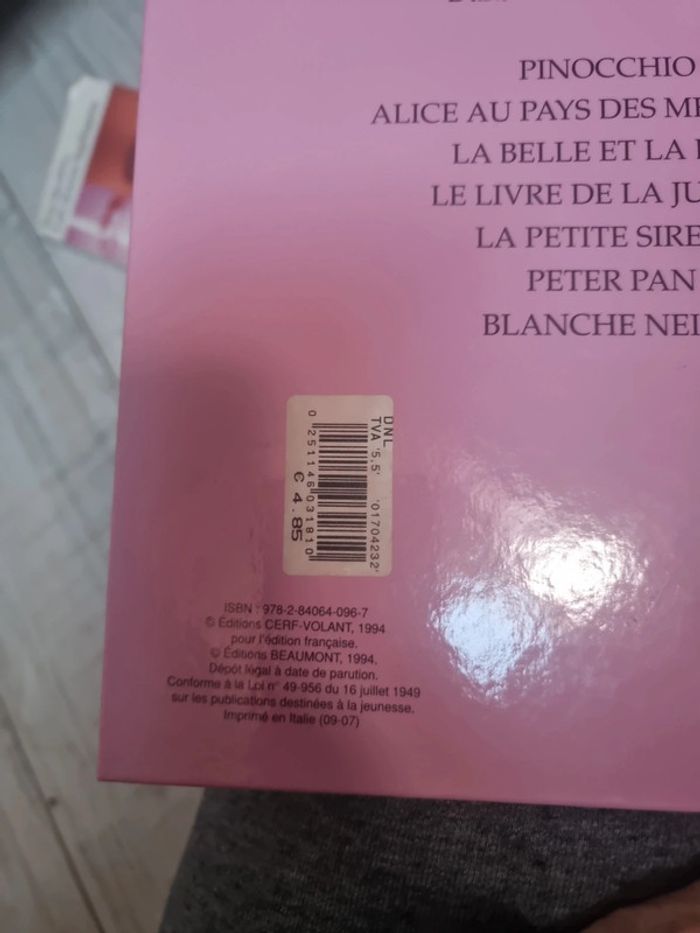 PINOCCHIO
ALICE AU PAYS DES
LA BELLE ET LA
LE LIVRE DE LA
LA PETITE
PETER PAN
BLANCHE
DNL
TVA '5,5' '01704232'
0 251146 031810
€ 4.85
ISBN : 978-2-84064-096-7
© Éditions CERF-VOLANT, 1994
pour l'édition française.
© Éditions BEAUMONT, 1994.
Dépôt légal à date de parution.
Conforme à la Loi n° 49-956 du 16 juillet 1949
sur les publications destinées à la jeunesse.
Imprimé en Italie (09-07)